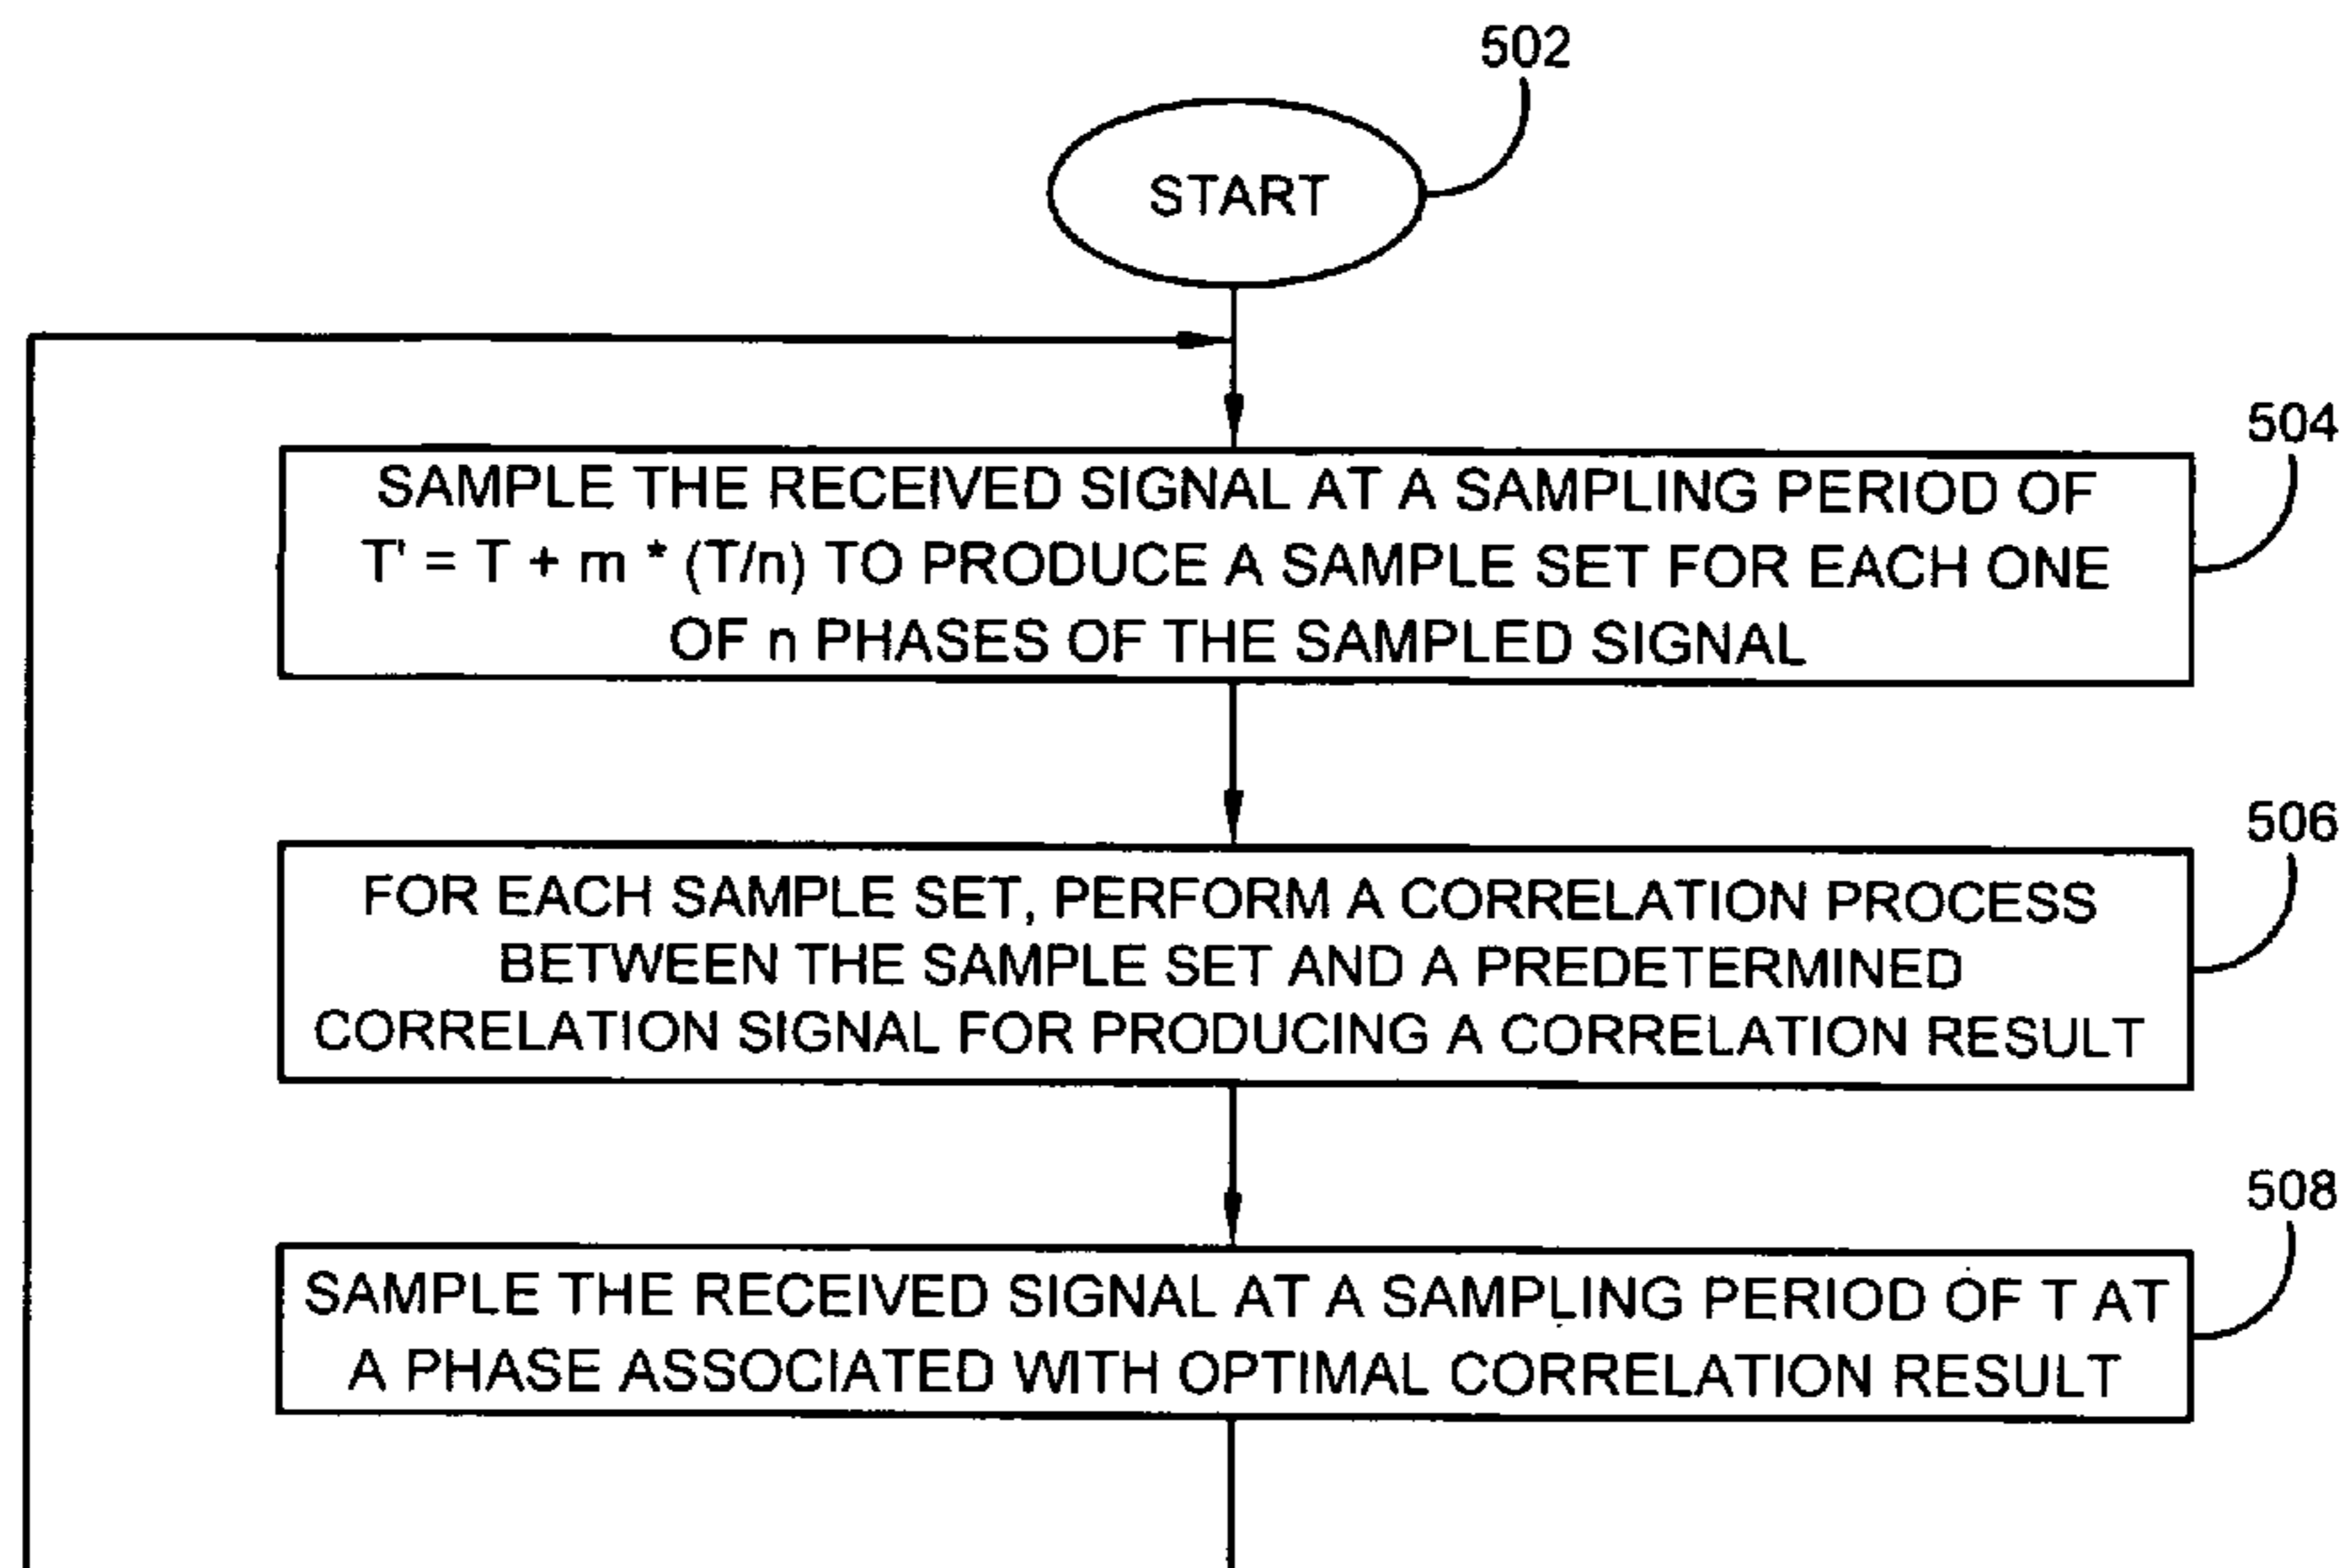 502
START
504
SAMPLE THE RECEIVED SIGNAL AT A SAMPLING PERIOD OF
T' = T + m * (T/n) TO PRODUCE A SAMPLE SET FOR EACH ONE
OF n PHASES OF THE SAMPLED SIGNAL
506
FOR EACH SAMPLE SET, PERFORM A CORRELATION PROCESS
BETWEEN THE SAMPLE SET AND A PREDETERMINED
CORRELATION SIGNAL FOR PRODUCING A CORRELATION RESULT
508
SAMPLE THE RECEIVED SIGNAL AT A SAMPLING PERIOD OF T AT
A PHASE ASSOCIATED WITH OPTIMAL CORRELATION RESULT